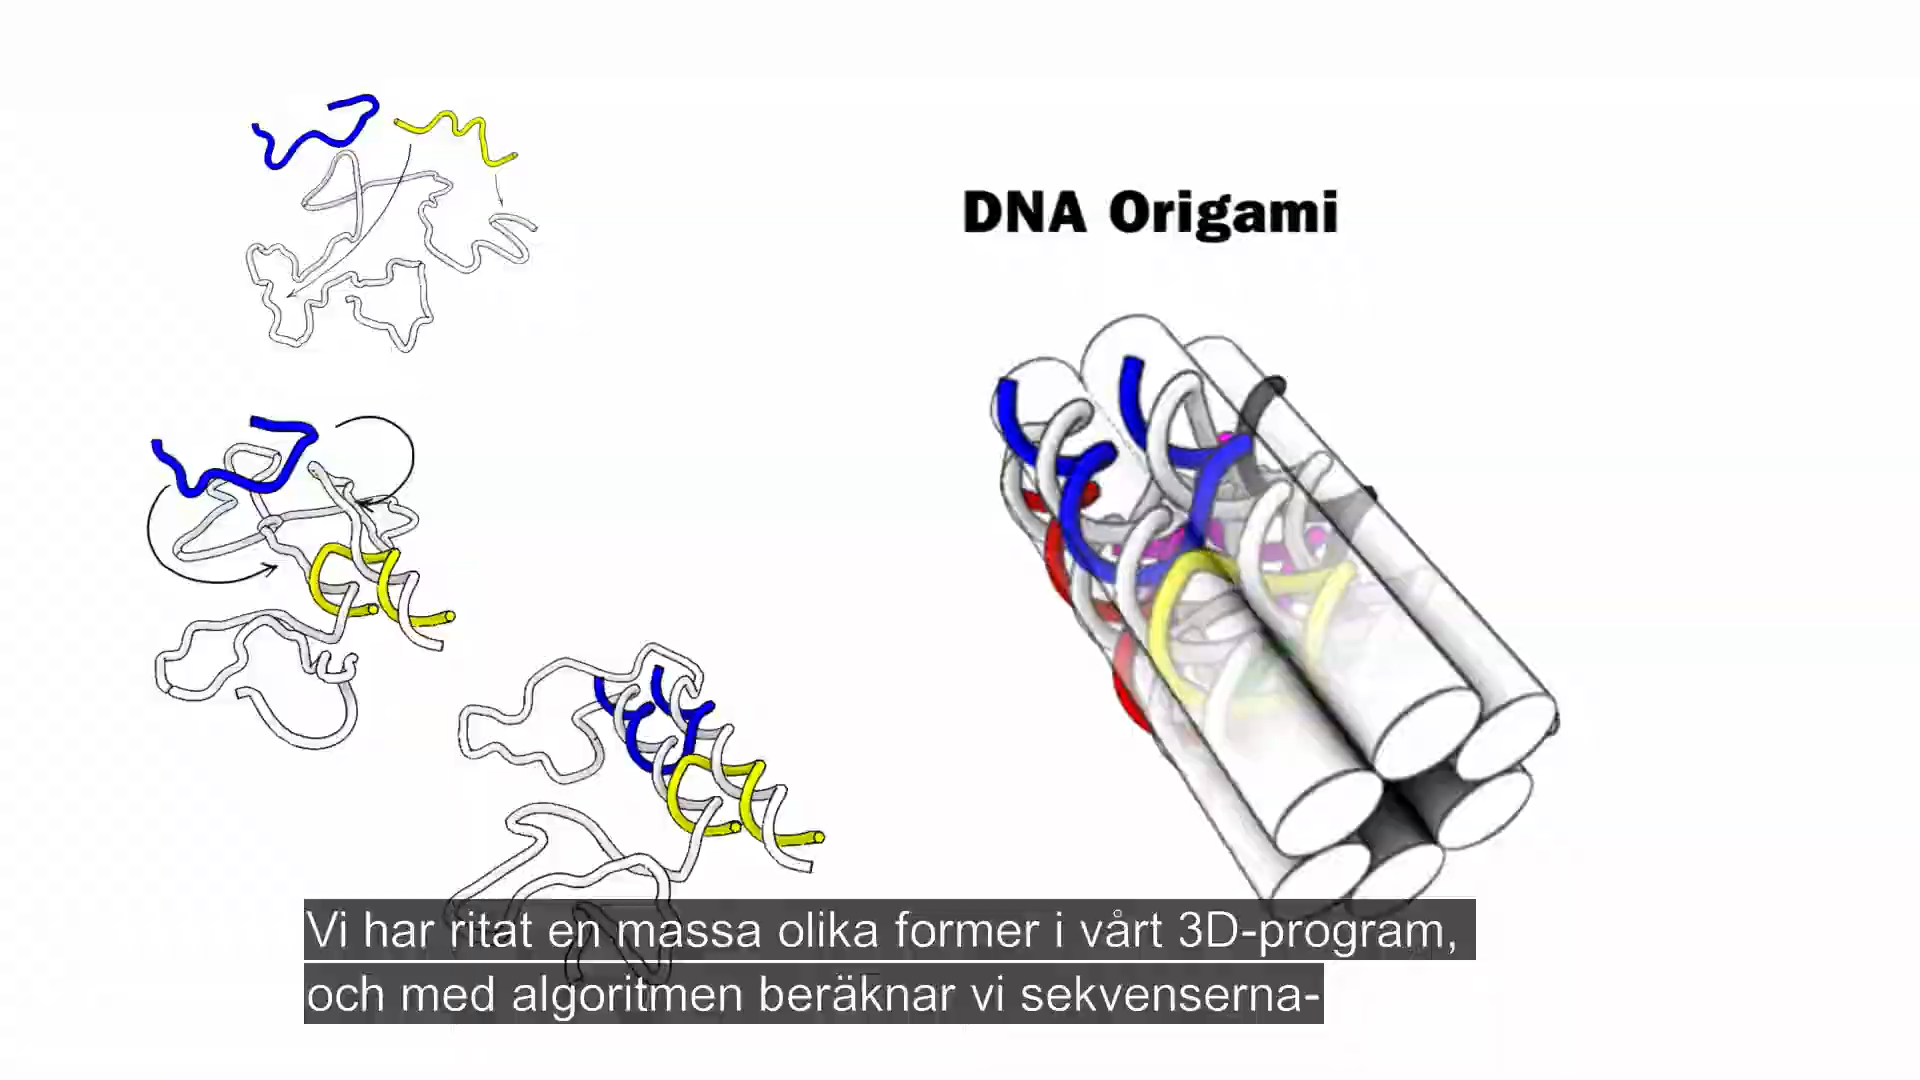 DNA Origami
Vi har ritat en massa olika former i vårt 3D-program,
och med algoritmen beräknar vi sekvenserna-